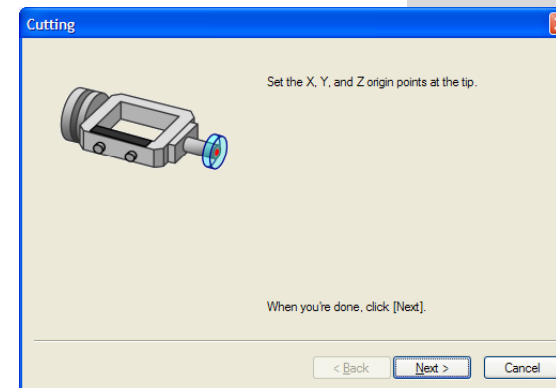 Cutting
Set the X, Y, and Z origin points at the tip.
When you're done, click [Next].
< Back
Next >
Cancel